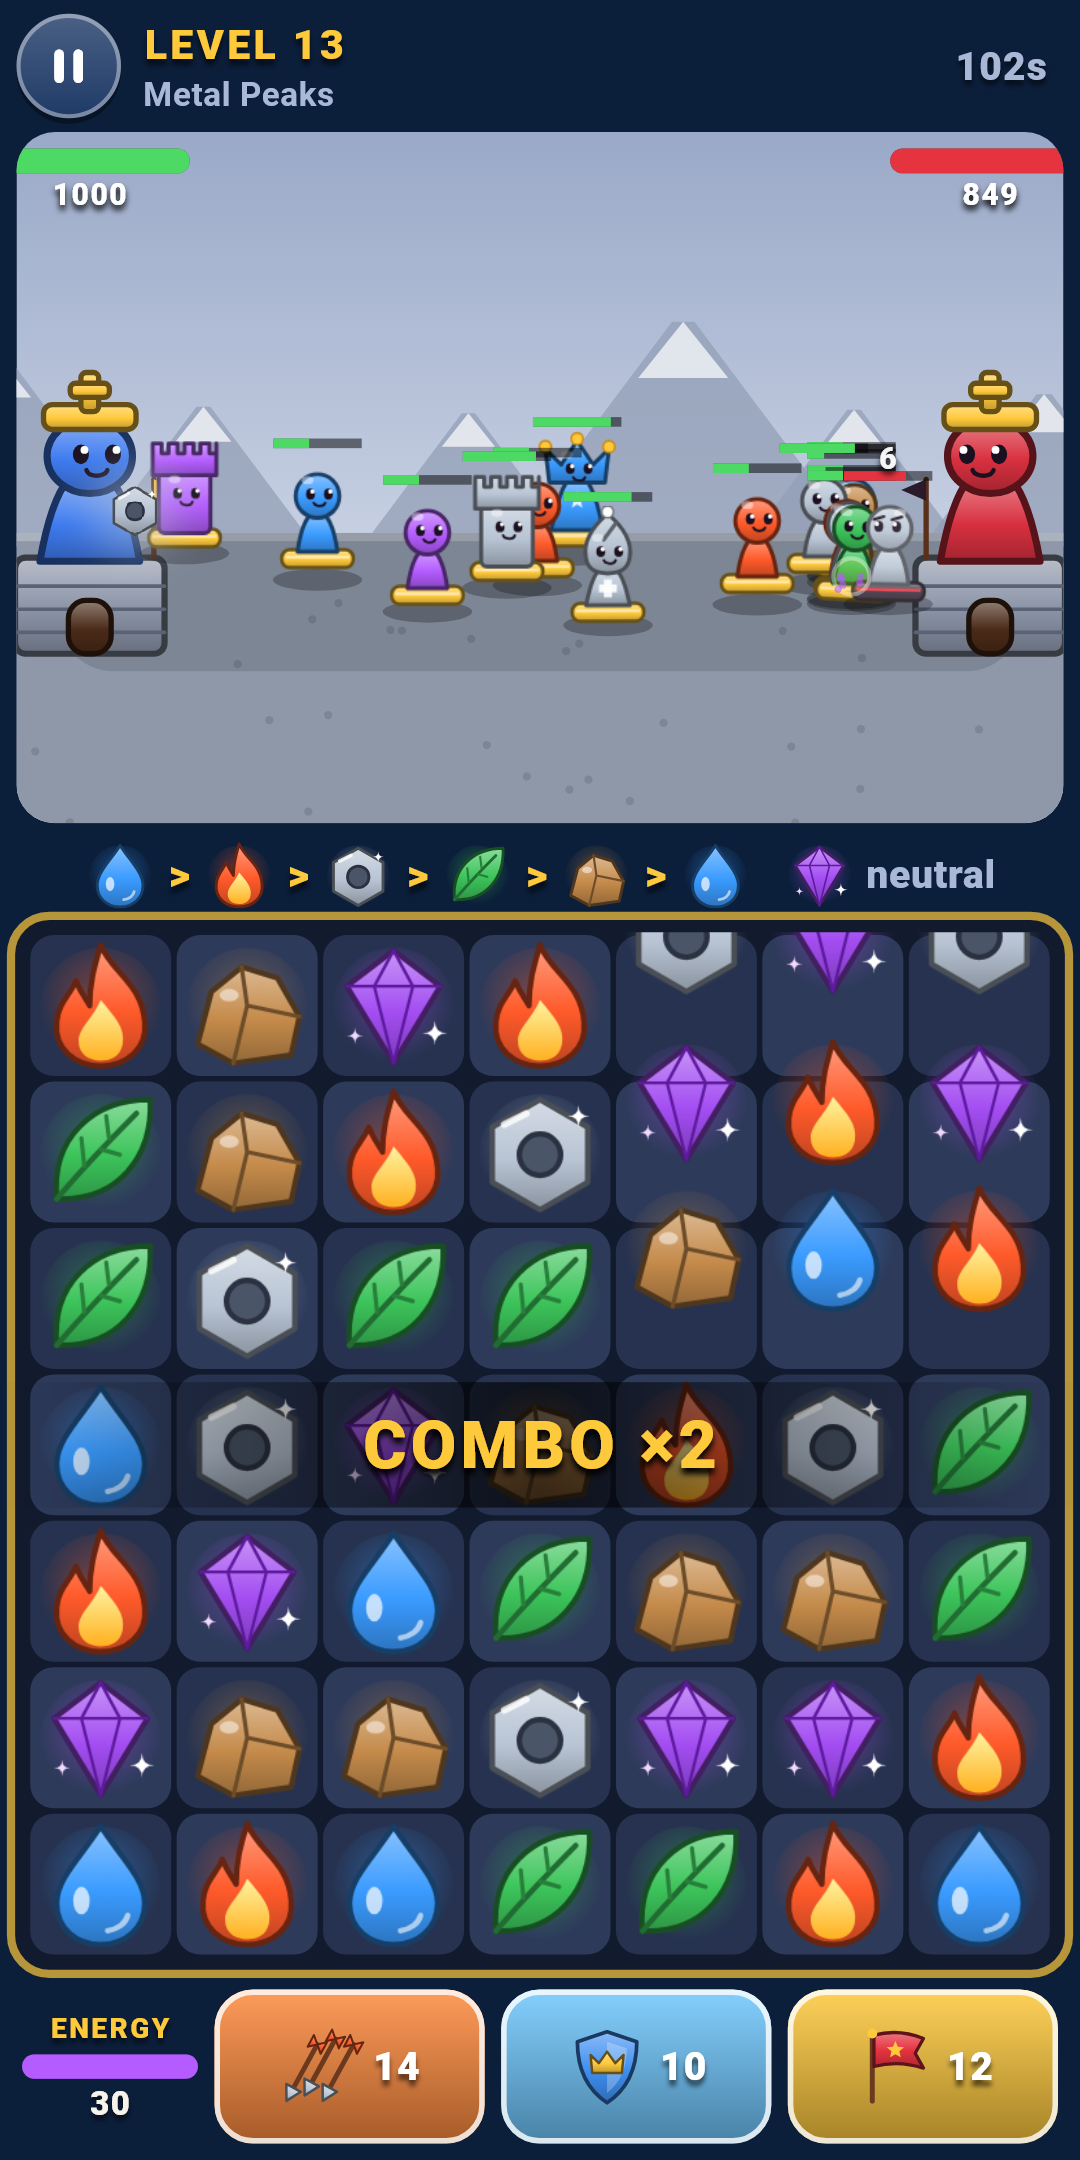 LEVEL 13
Metal Peaks
102s
1000
849
6
> > > > > neutral
COMBO ×2
ENERGY
30
14
10
12